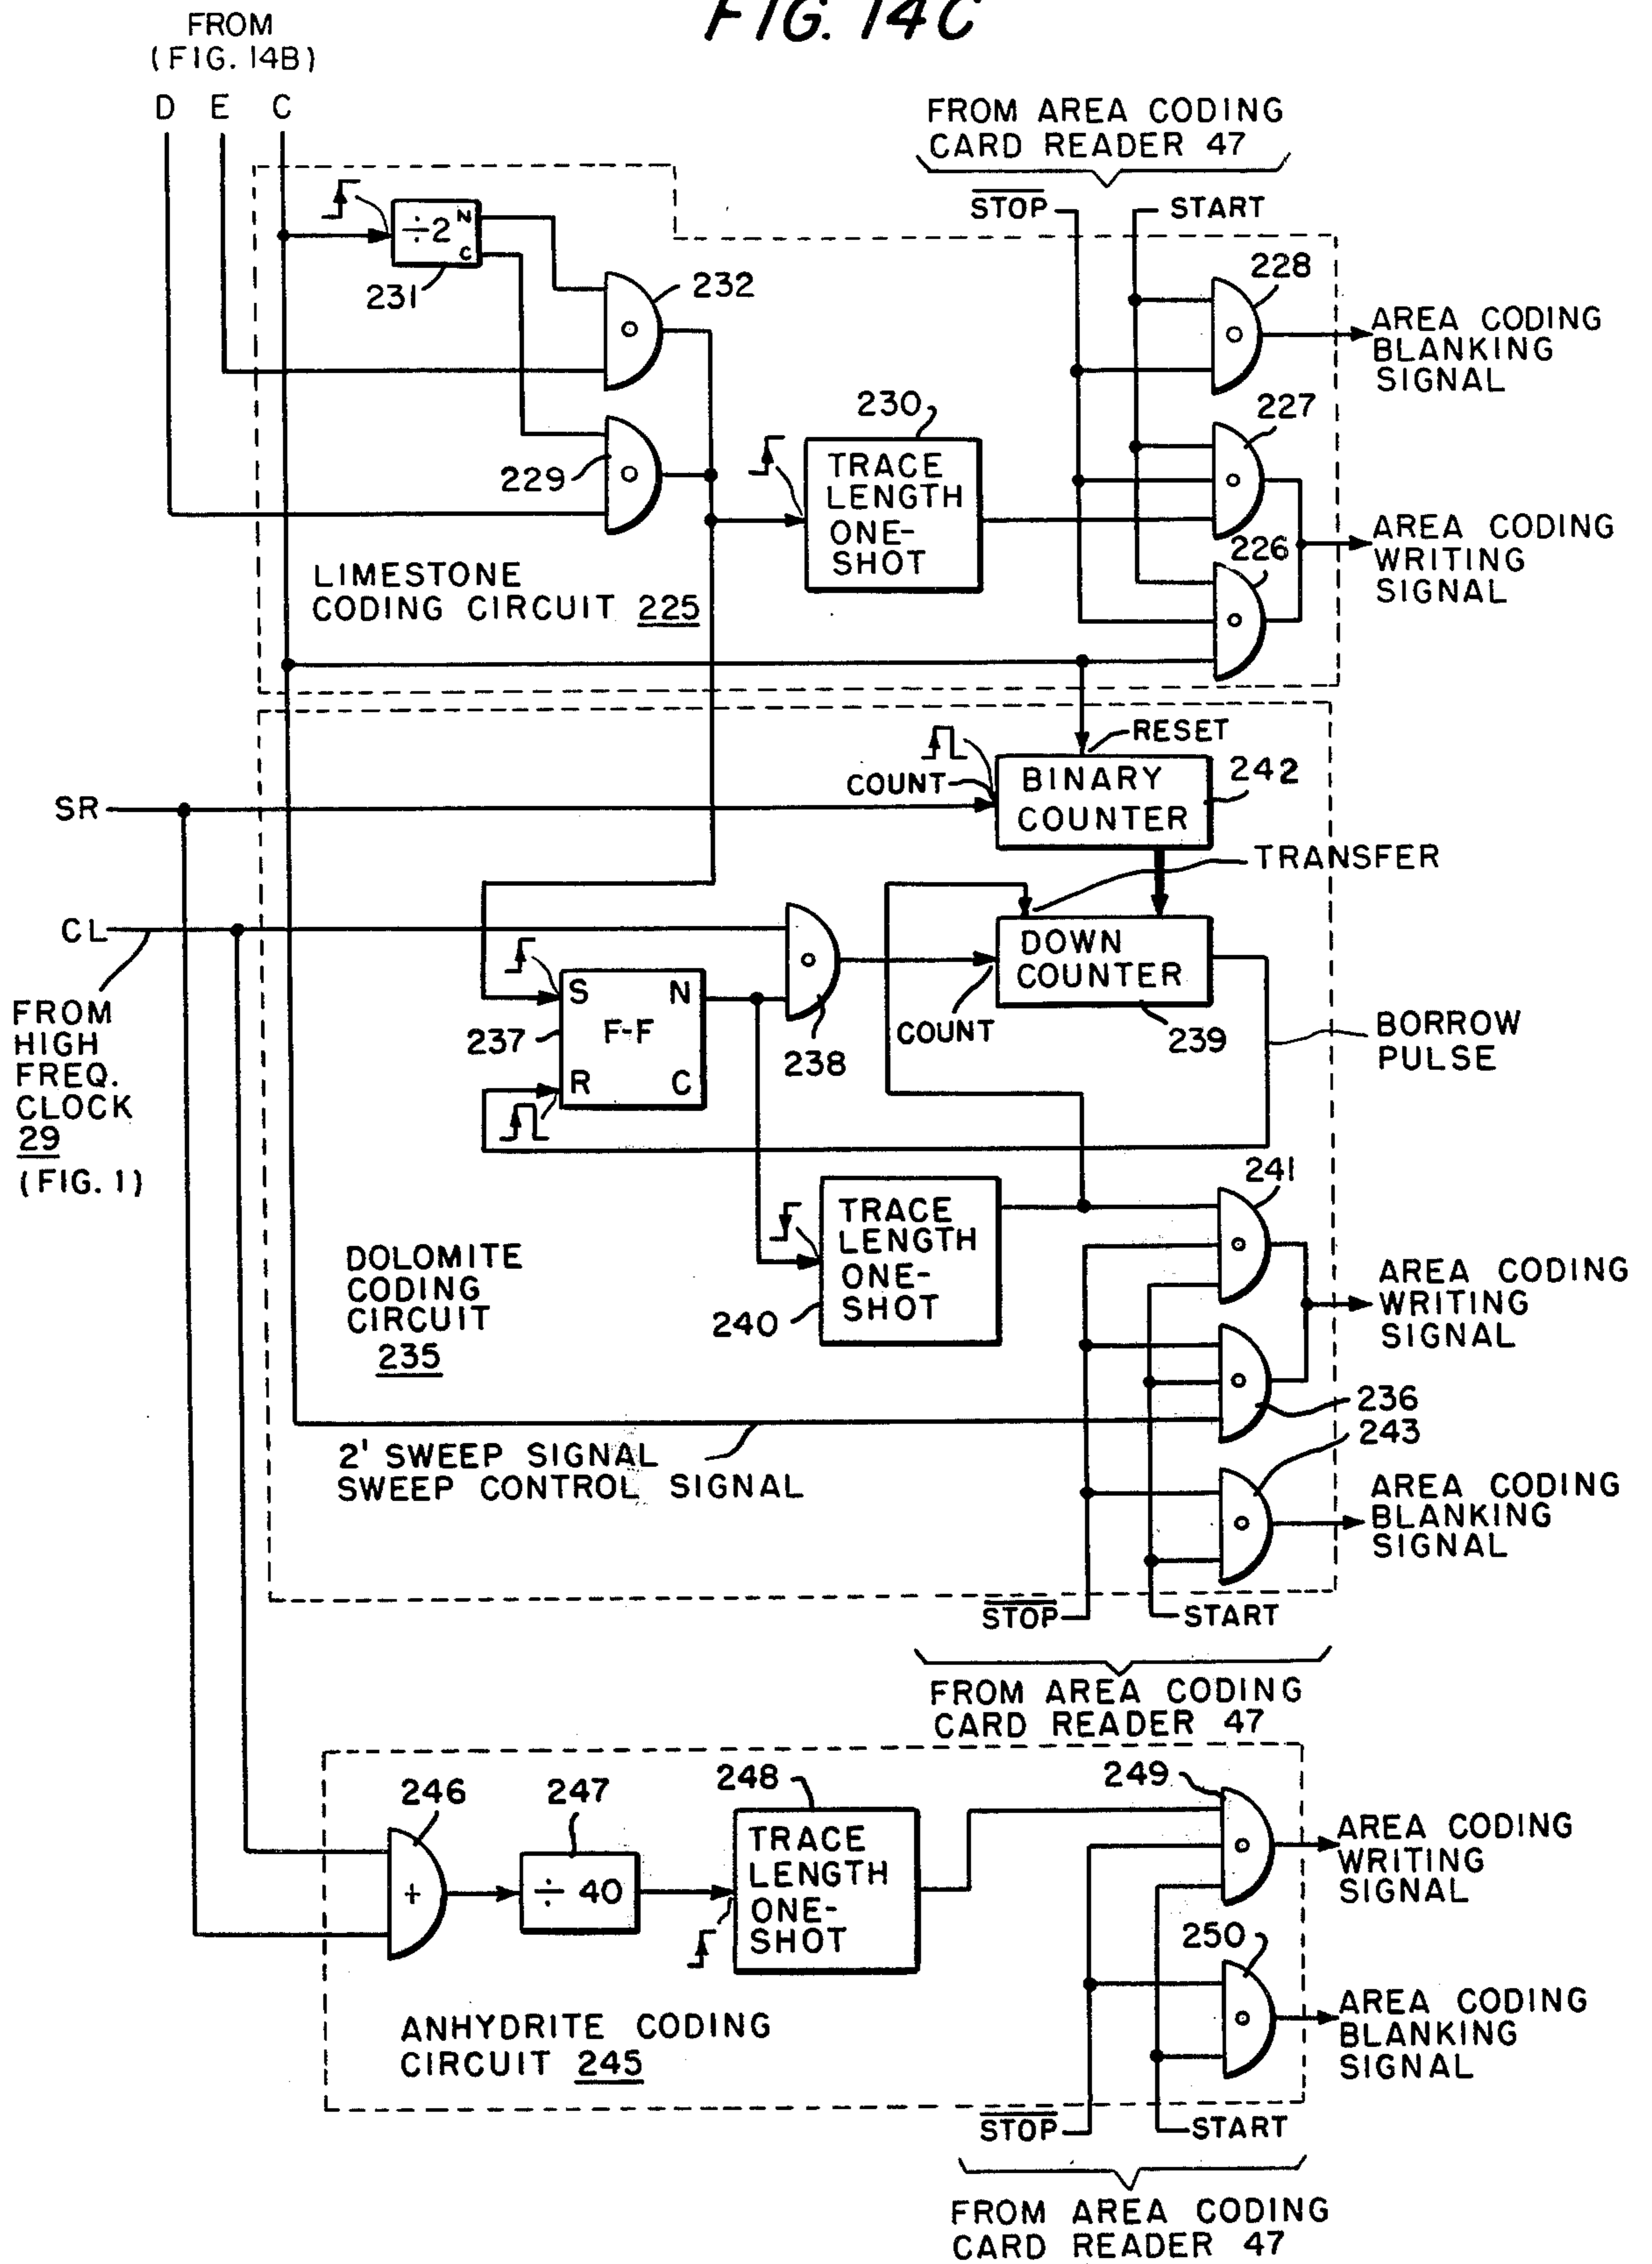 FIG. 14C
FROM
(FIG. 14B)
D E C
FROM AREA CODING
CARD READER 47
STOP START
÷2 N
C
231
232
228
AREA CODING
BLANKING
SIGNAL
229
230
TRACE
LENGTH
ONE-
SHOT
227
226
AREA CODING
WRITING
SIGNAL
LIMESTONE
CODING CIRCUIT 225
RESET
COUNT
BINARY
COUNTER
242
SR
TRANSFER
CL
DOWN
COUNTER
COUNT
239
238
S N
F-F
R C
237
BORROW
PULSE
FROM
HIGH
FREQ.
CLOCK
29
(FIG. 1)
241
TRACE
LENGTH
ONE-
SHOT
240
DOLOMITE
CODING
CIRCUIT
235
AREA CODING
WRITING
SIGNAL
236
243
2' SWEEP SIGNAL
SWEEP CONTROL SIGNAL
AREA CODING
BLANKING
SIGNAL
STOP START
FROM AREA CODING
CARD READER 47
246
247
248
249
+
÷ 40
TRACE
LENGTH
ONE-
SHOT
AREA CODING
WRITING
SIGNAL
250
AREA CODING
BLANKING
SIGNAL
ANHYDRITE CODING
CIRCUIT 245
STOP START
FROM AREA CODING
CARD READER 47